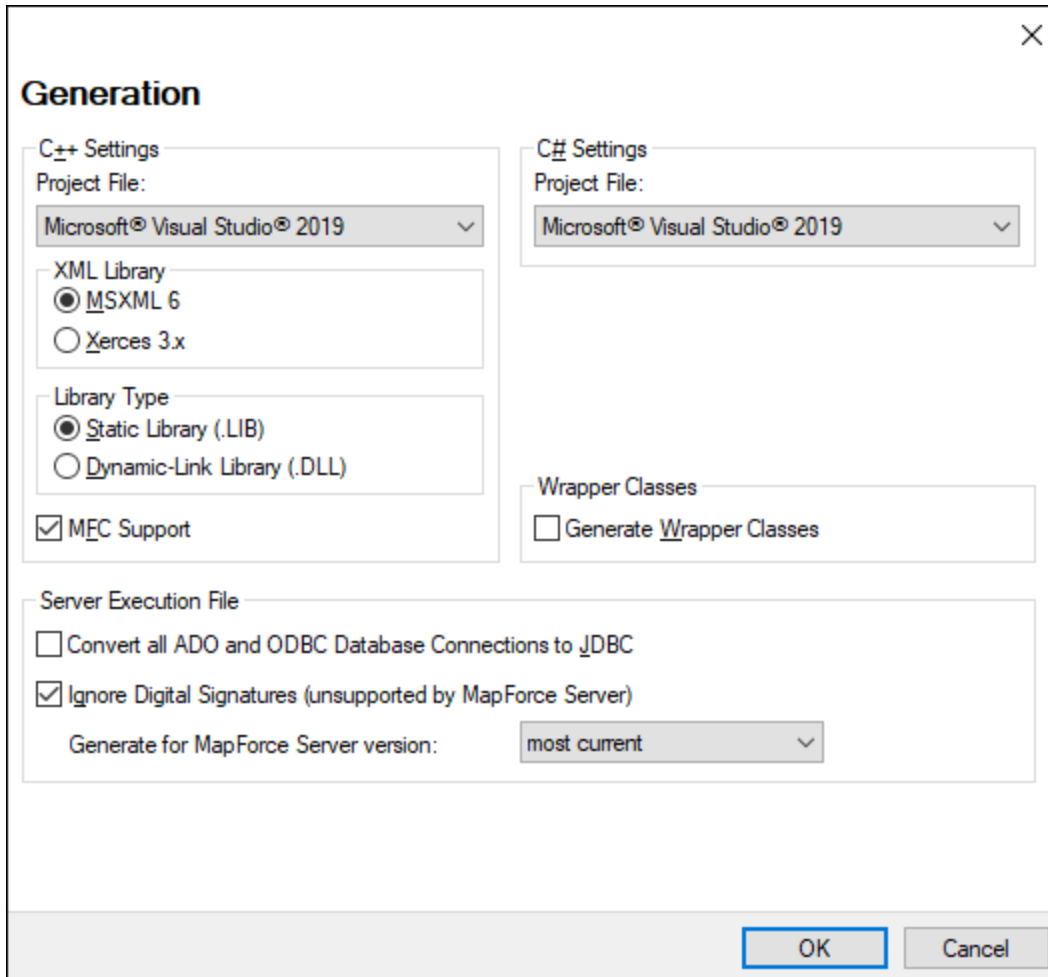 Generation
C++ Settings
Project File:
Microsoft® Visual Studio® 2019
XML Library
MSXML 6
Xerces 3.x
Library Type
Static Library (.LIB)
Dynamic-Link Library (.DLL)
MFC Support
C# Settings
Project File:
Microsoft® Visual Studio® 2019
Wrapper Classes
Generate Wrapper Classes
Server Execution File
Convert all ADO and ODBC Database Connections to JDBC
Ignore Digital Signatures (unsupported by MapForce Server)
Generate for MapForce Server version: most current
OK Cancel